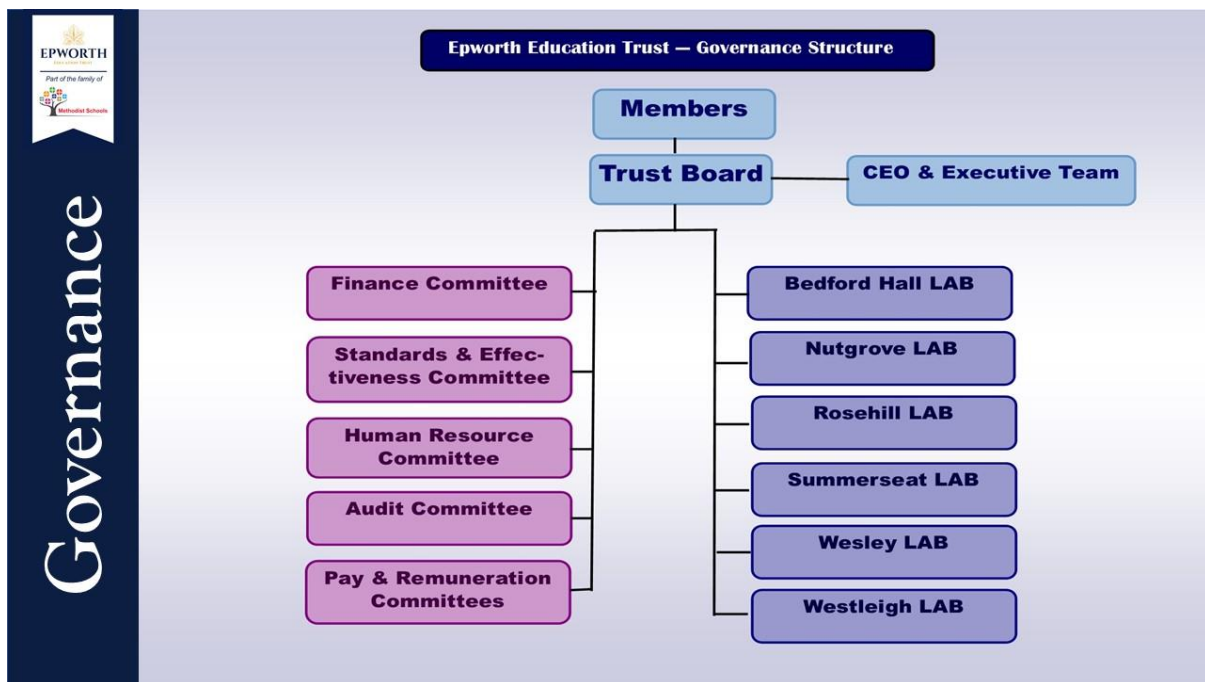 EPWORTH
EDUCATION TRUST
Part of the family of
Methodist Schools
Governance
Epworth Education Trust — Governance Structure
Members
Trust Board
CEO & Executive Team
Finance Committee
Standards & Effec-
tiveness Committee
Human Resource
Committee
Audit Committee
Pay & Remuneration
Committees
Bedford Hall LAB
Nutgrove LAB
Rosehill LAB
Summerseat LAB
Wesley LAB
Westleigh LAB